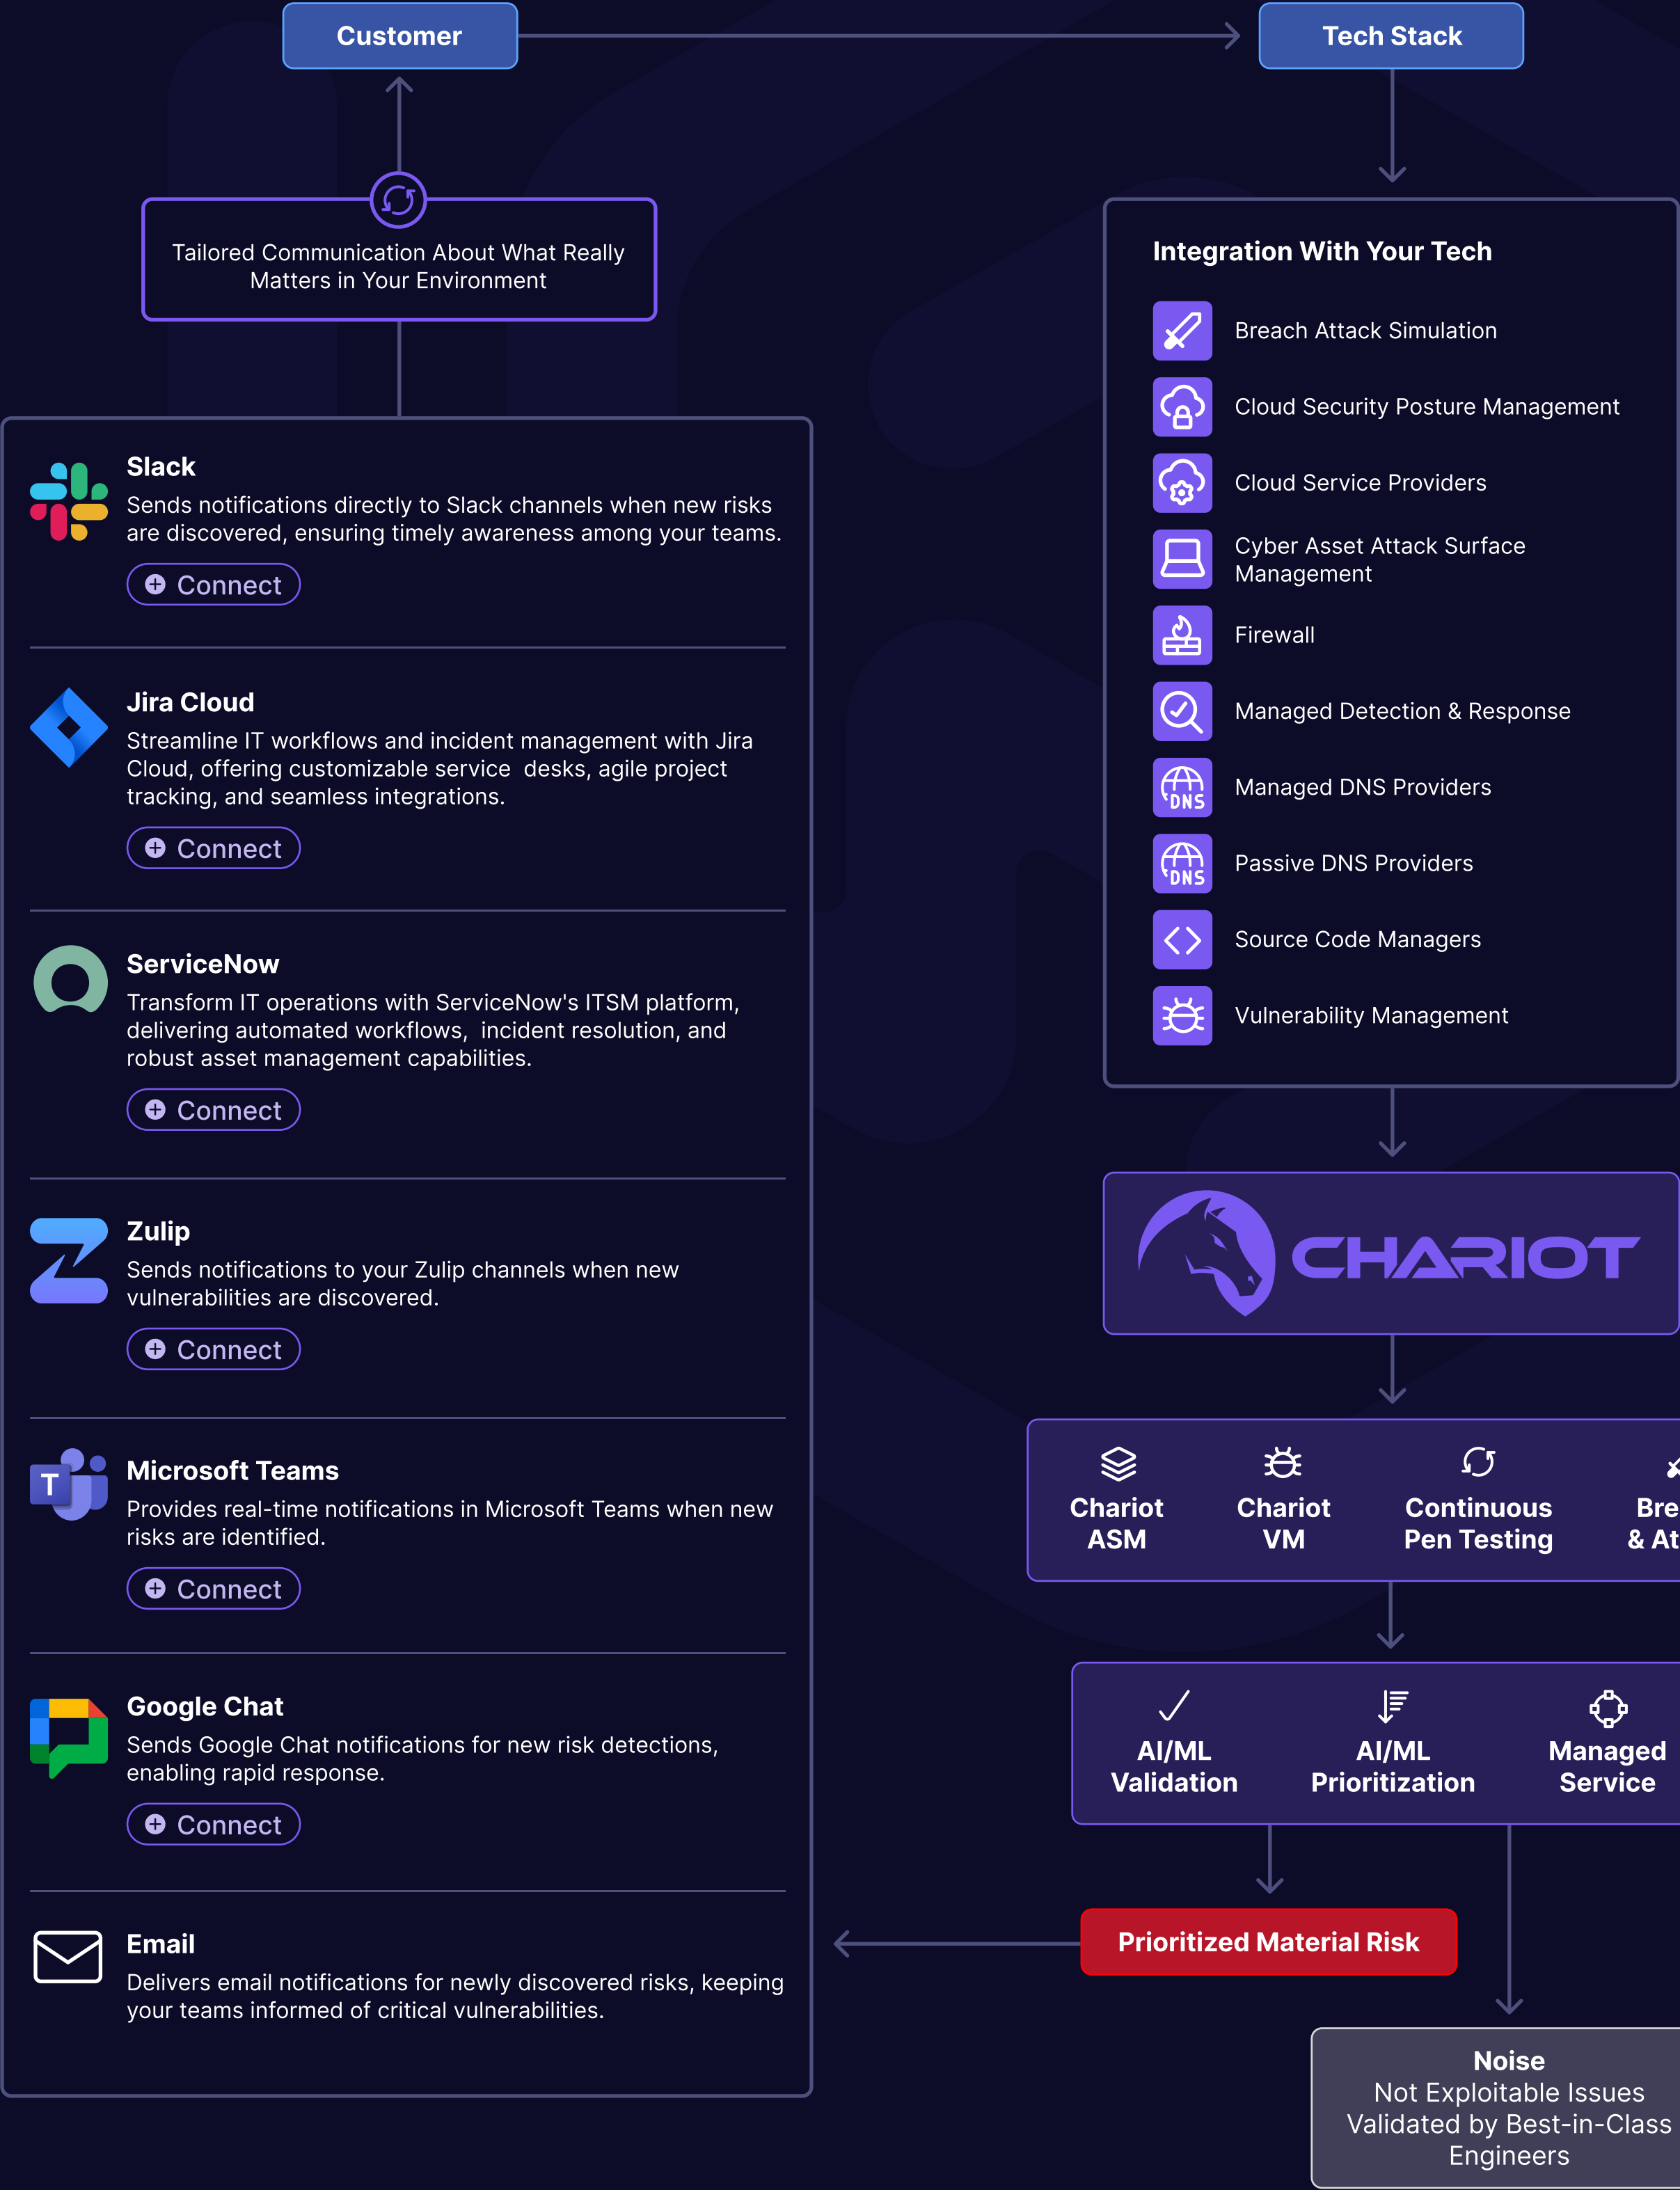 Customer
Tech Stack
Tailored Communication About What Really
Matters in Your Environment
Slack
Sends notifications directly to Slack channels when new risks
are discovered, ensuring timely awareness among your teams.
Connect
Jira Cloud
Streamline IT workflows and incident management with Jira
Cloud, offering customizable service  desks, agile project
tracking, and seamless integrations.
Connect
ServiceNow
Transform IT operations with ServiceNow's ITSM platform,
delivering automated workflows,  incident resolution, and
robust asset management capabilities.
Connect
Zulip
Sends notifications to your Zulip channels when new
vulnerabilities are discovered.
Connect
T
Microsoft Teams
Provides real-time notifications in Microsoft Teams when new
risks are identified.
Connect
Google Chat
Sends Google Chat notifications for new risk detections,
enabling rapid response.
Connect
Email
Delivers email notifications for newly discovered risks, keeping
your teams informed of critical vulnerabilities.
Integration With Your Tech
Breach Attack Simulation
Cloud Security Posture Management
Cloud Service Providers
Cyber Asset Attack Surface
Management
Firewall
Managed Detection & Response
DNS
Managed DNS Providers
DNS
Passive DNS Providers
Source Code Managers
Vulnerability Management
CHARIOT
Chariot
ASM
Chariot
VM
Continuous
Pen Testing
&
AI/ML
Validation
AI/ML
Prioritization
Managed
Service
Prioritized Material Risk
Noise
Not Exploitable Issues
Validated by Best-in-Class
Engineers